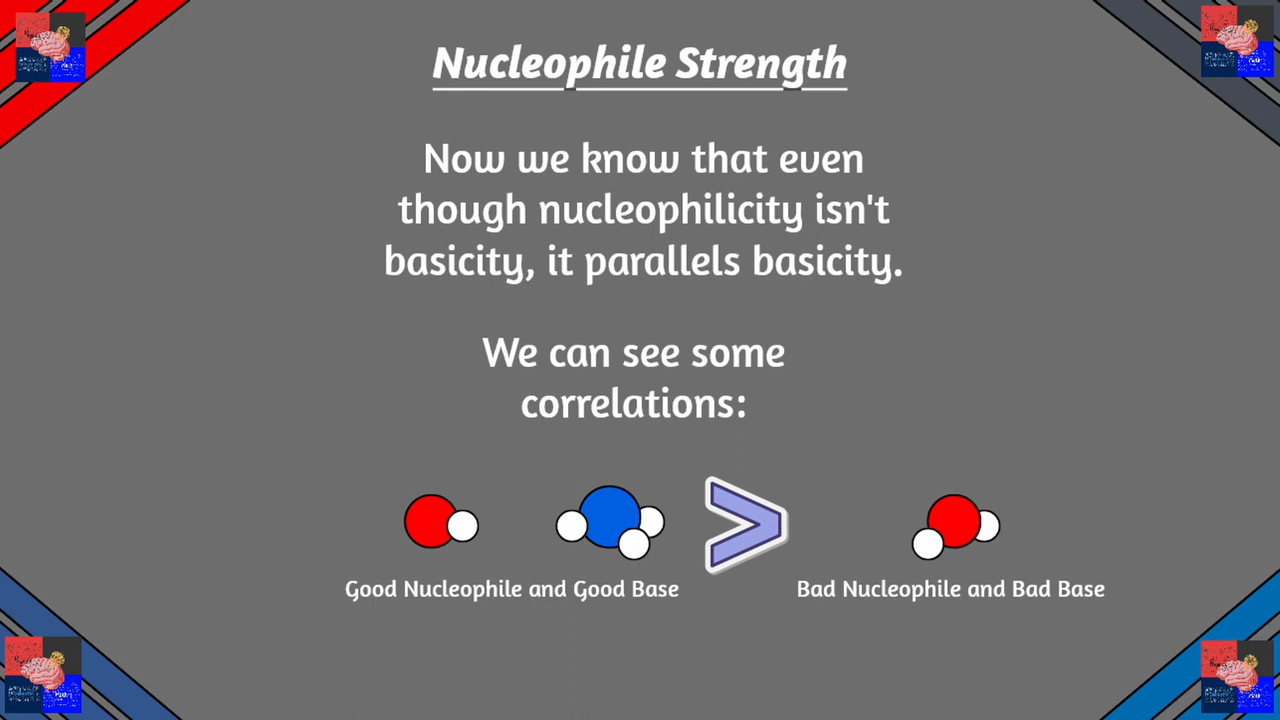 Nucleophile Strength
Now we know that even
though nucleophilicity isn't
basicity, it parallels basicity.
We can see some
correlations:
Good Nucleophile and Good Base
Bad Nucleophile and Bad Base